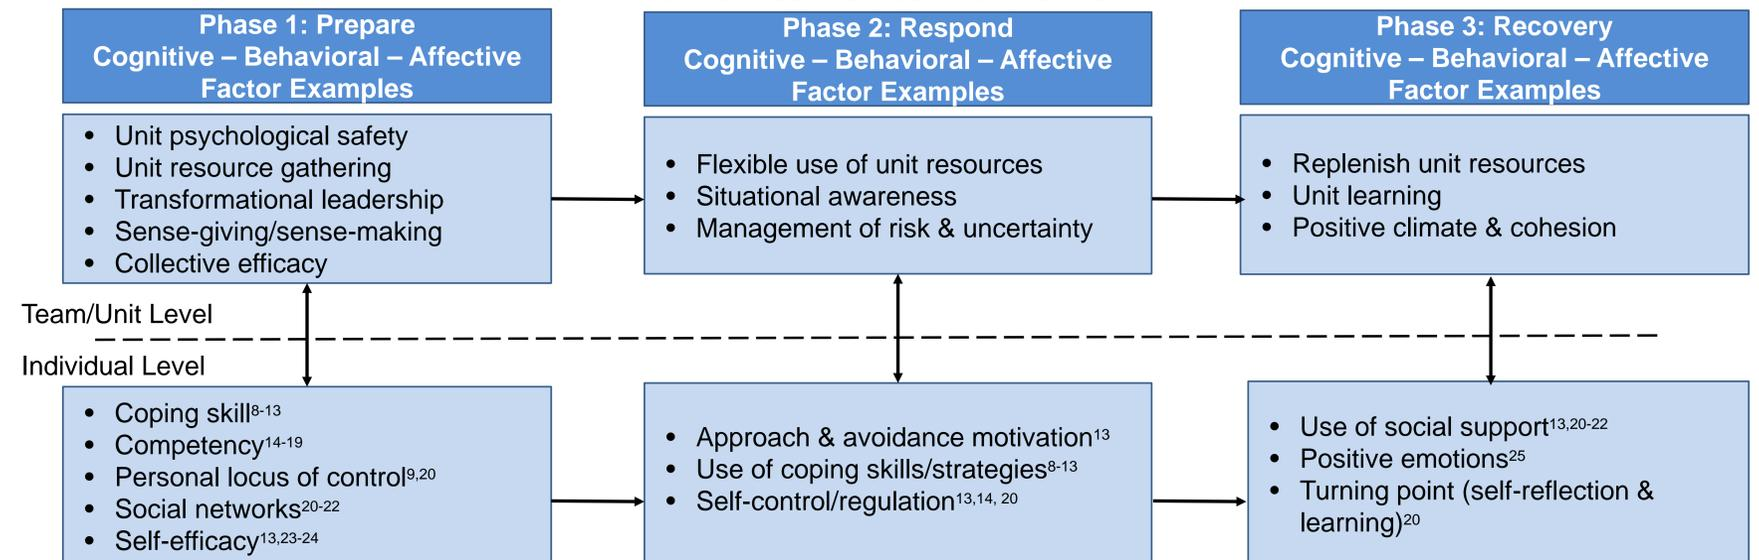 Phase 1: Prepare
Cognitive – Behavioral – Affective
Factor Examples
• Unit psychological safety
• Unit resource gathering
• Transformational leadership
• Sense-giving/sense-making
• Collective efficacy
Phase 2: Respond
Cognitive – Behavioral – Affective
Factor Examples
• Flexible use of unit resources
• Situational awareness
• Management of risk & uncertainty
Phase 3: Recovery
Cognitive – Behavioral – Affective
Factor Examples
• Replenish unit resources
• Unit learning
• Positive climate & cohesion
Team/Unit Level
Individual Level
• Coping skill8-13
• Competency14-19
• Personal locus of control9,20
• Social networks20-22
• Self-efficacy13,23-24
• Approach & avoidance motivation13
• Use of coping skills/strategies8-13
• Self-control/regulation13,14, 20
• Use of social support13,20-22
• Positive emotions25
• Turning point (self-reflection &
learning)20